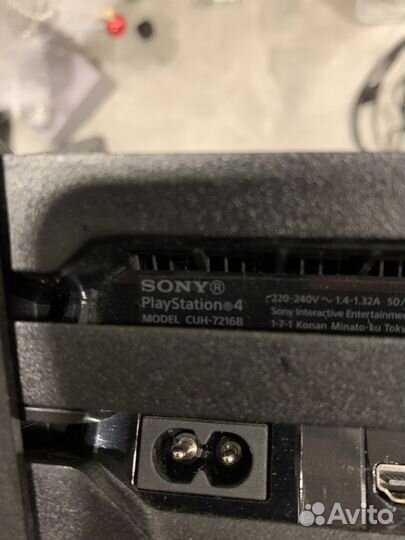 SONY®
PlayStation®4
MODEL CUH-7216B
220-240V ~ 1.4-1.32A 50/
Sony Interactive Entertainmen
1-7-1 Konan Minato-ku Toky
Avito